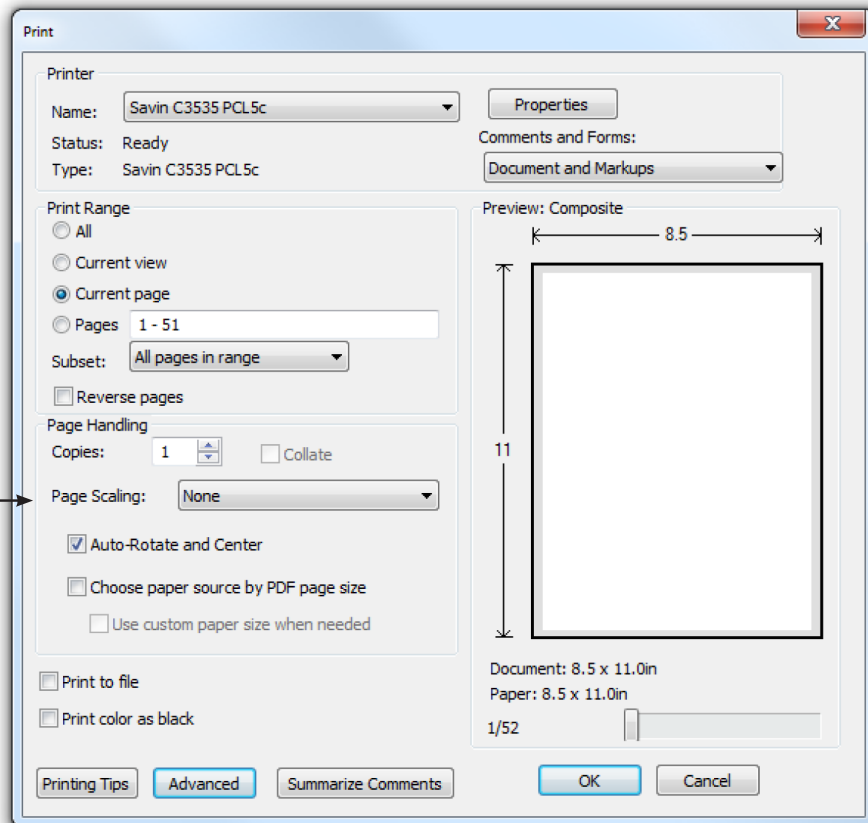 Print
Printer
Name: Savin C3535 PCL5c
Properties
Status: Ready
Comments and Forms:
Type: Savin C3535 PCL5c
Document and Markups
Print Range
All
Current view
Current page
Pages 1 - 51
Subset: All pages in range
Reverse pages
Page Handling
Copies: 1 Collate
Page Scaling: None
Auto-Rotate and Center
Choose paper source by PDF page size
Use custom paper size when needed
Print to file
Print color as black
Preview: Composite
8.5
11
Document: 8.5 x 11.0in
Paper: 8.5 x 11.0in
1/52
Printing Tips Advanced Summarize Comments OK Cancel